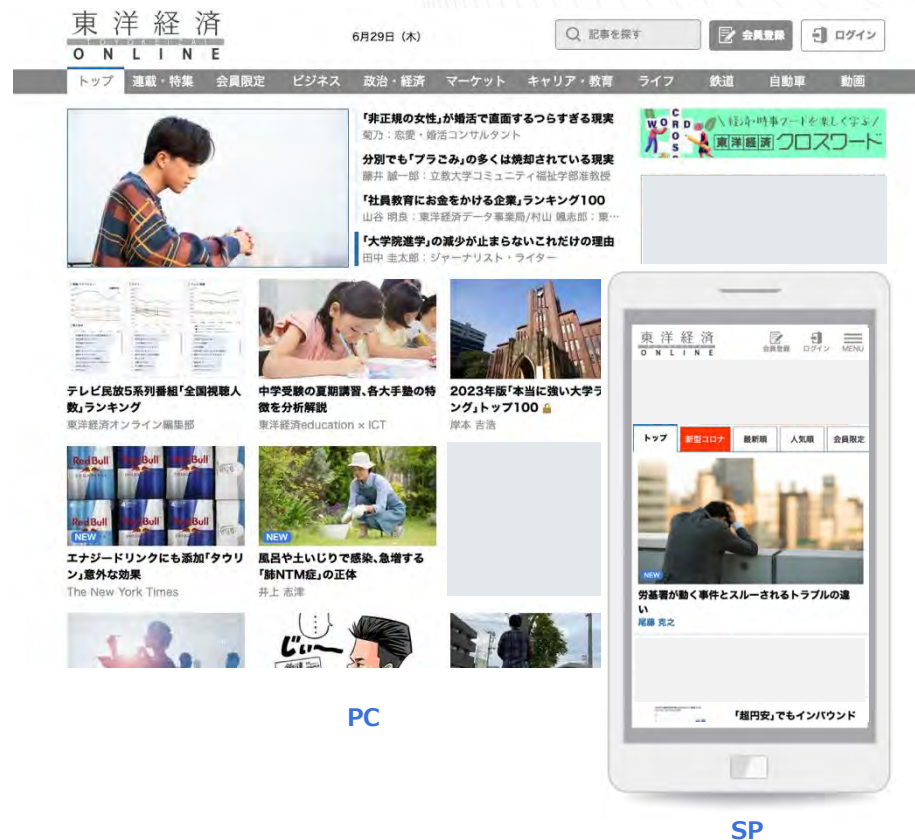 東洋経済
TOYOKEIZAI
ONLINE
6月29日（木）
記事を探す
会員登録
ログイン
トップ 連載・特集 会員限定 ビジネス 政治・経済 マーケット キャリア・教育 ライフ 鉄道 自動車 動画
「非正規の女性」が婚活で直面するつらすぎる現実
菊乃：恋愛・婚活コンサルタント
分別でも「プラごみ」の多くは焼却されている現実
藤井 誠一郎：立教大学コミュニティ福祉学部准教授
「社員教育にお金をかける企業」ランキング100
山谷 明良：東洋経済データ事業局/村山 颯志郎：東…
「大学院進学」の減少が止まらないこれだけの理由
田中 圭太郎：ジャーナリスト・ライター
WORD
CROSS
\経済・時事ワードを楽しく学ぶ/
東洋経済 クロスワード
テレビ民放5系列番組「全国視聴人
数」ランキング
東洋経済オンライン編集部
中学受験の夏期講習、各大手塾の特
徴を分析解説
東洋経済education × ICT
2023年版「本当に強い大学ラ
ング」トップ100
岸本 吉浩
Red Bull
Red Bull
Red Bull
Red Bull
Red Bull
Red Bull
NEW
エナジードリンクにも添加「タウリ
ン」意外な効果
The New York Times
NEW
風呂や土いじりで感染、急増する
「肺NTM症」の正体
井上 志津
じぃ〜
PC
東洋経済
ONLINE
会員登録
ログイン
MENU
トップ 新型コロナ 最新順 人気順 会員限定
NEW
労基署が動く事件とスルーされるトラブルの違
い
尾藤 克之
「超円安」でもインバウンド
SP